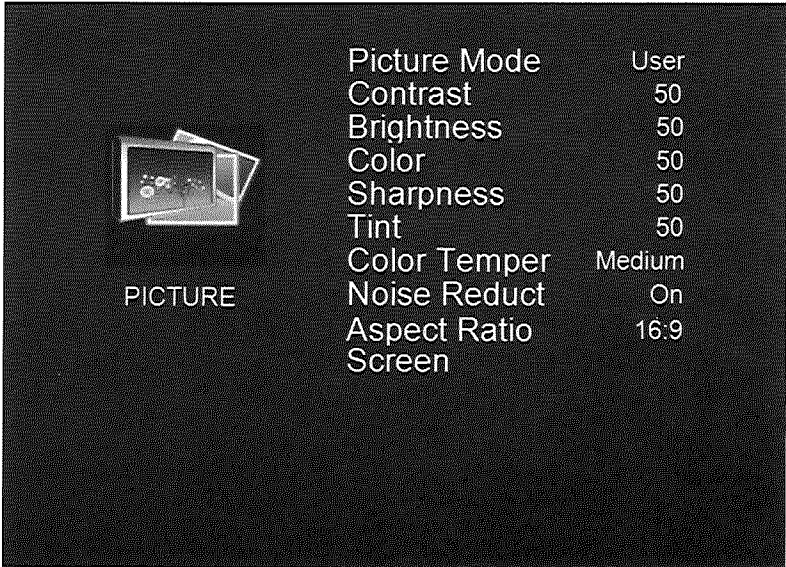 Picture Mode User
Contrast 50
Brightness 50
Color 50
Sharpness 50
Tint 50
Color Temper Medium
Noise Reduct On
Aspect Ratio 16:9
Screen
PICTURE